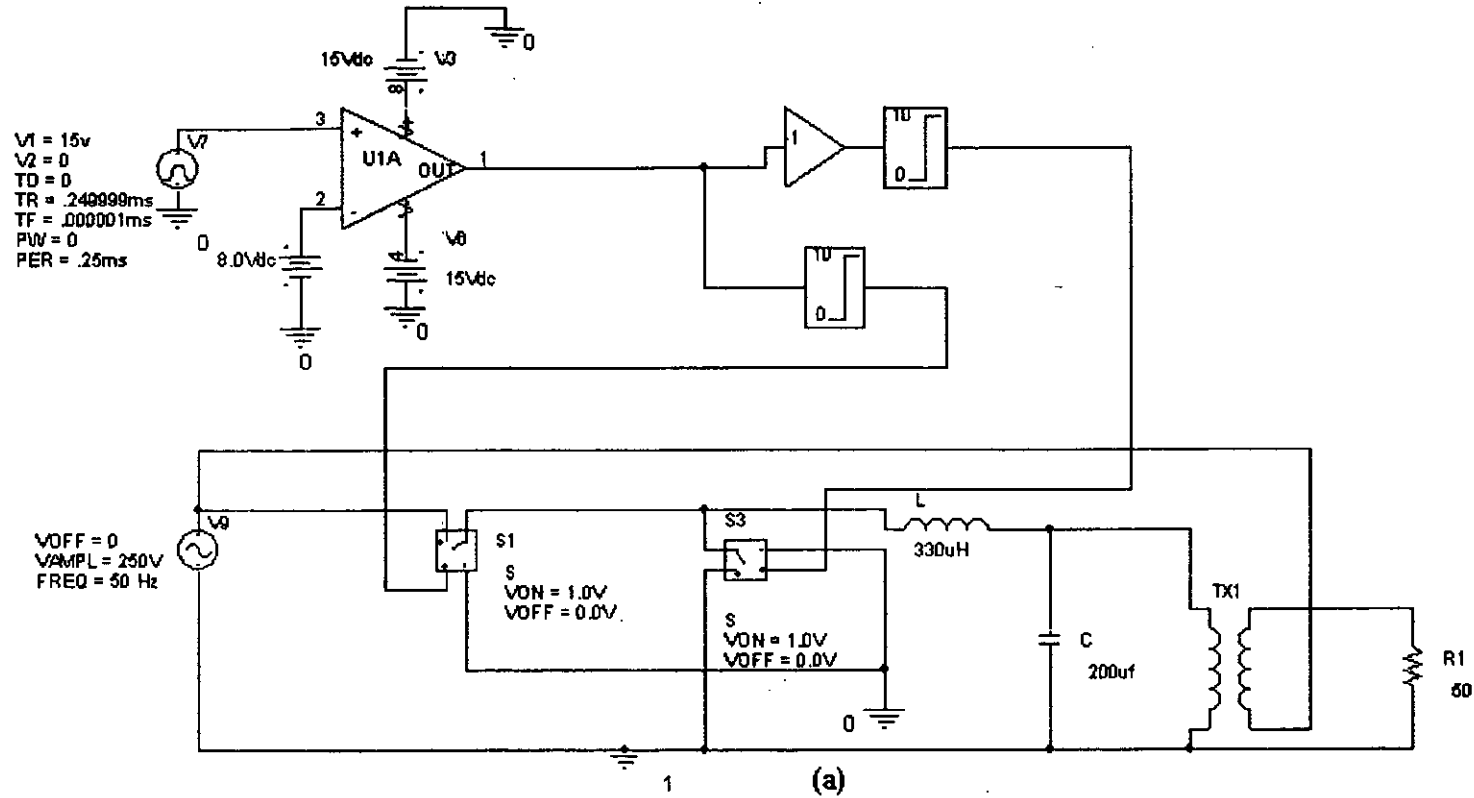 0
15Vdc
V3
8
V+
3
+
U1A
OUT
1
2
-
V-
4
V6
15Vdc
0
V1 = 15v
V2 = 0
TD = 0
TR = .249999ms
TF = .000001ms
PW = 0
PER = .25ms
V7
0
8.0Vdc
0
1
TD
0
TD
0
V9
VOFF = 0
VAMPL = 250V
FREQ = 50 Hz
S1
S
VON = 1.0V
VOFF = 0.0V
S3
S
VON = 1.0V
VOFF = 0.0V
L
330uH
0
C
200uf
TX1
R1
50
1
(a)